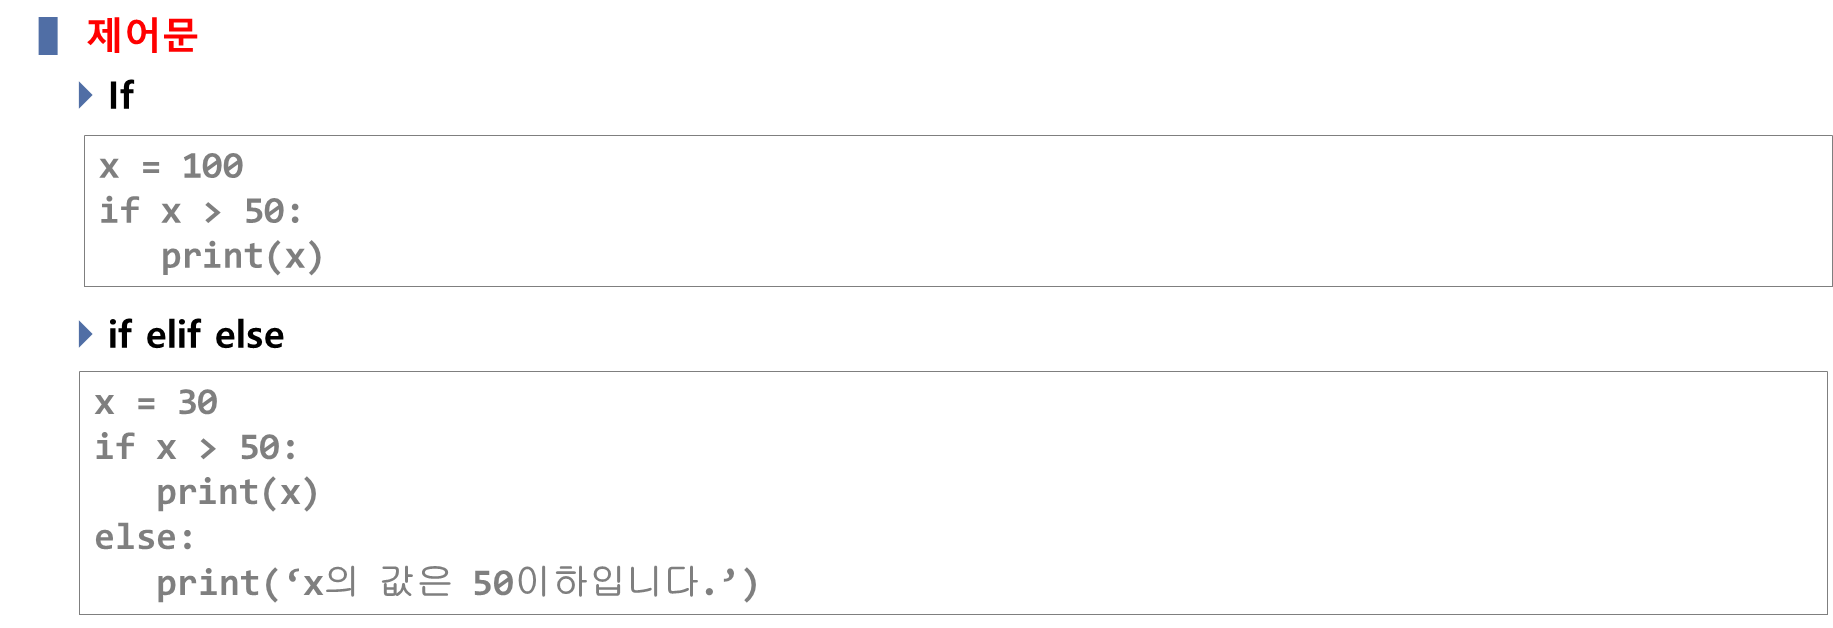 제어문
If
x = 100
if x > 50:
   print(x)
if elif else
x = 30
if x > 50:
   print(x)
else:
   print(‘x의 값은 50이하입니다.’)